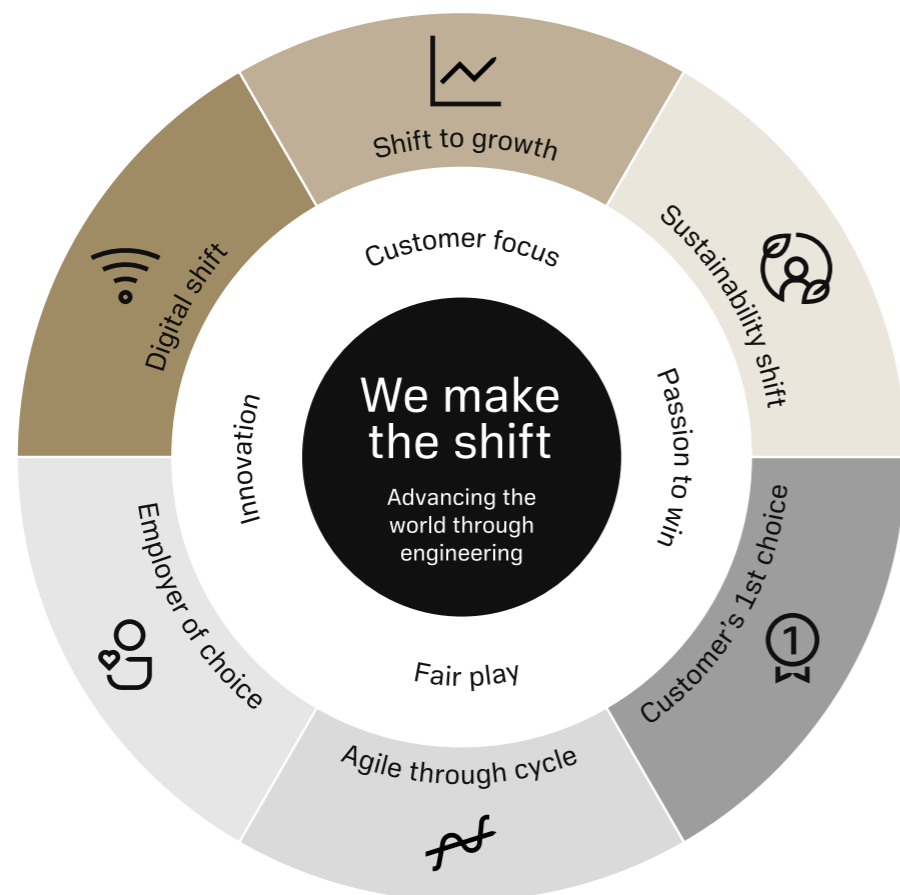 Shift to growth
Sustainability shift
Customer's 1st choice
1
Agile through cycle
Employer of choice
Digital shift
Customer focus
Passion to win
Fair play
Innovation
We make
the shift
Advancing the
world through
engineering